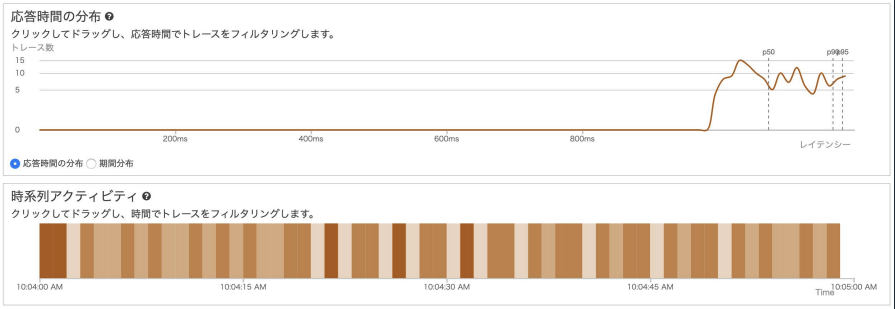 応答時間の分布
クリックしてドラッグし、応答時間でトレースをフィルタリングします。
トレース数
p50 p90 p95
15
10
5
0
200ms 400ms 600ms 800ms
レイテンシー
応答時間の分布 期間分布
時系列アクティビティ
クリックしてドラッグし、時間でトレースをフィルタリングします。
10:04:00 AM 10:04:15 AM 10:04:30 AM 10:04:45 AM 10:05:00 AM
Time